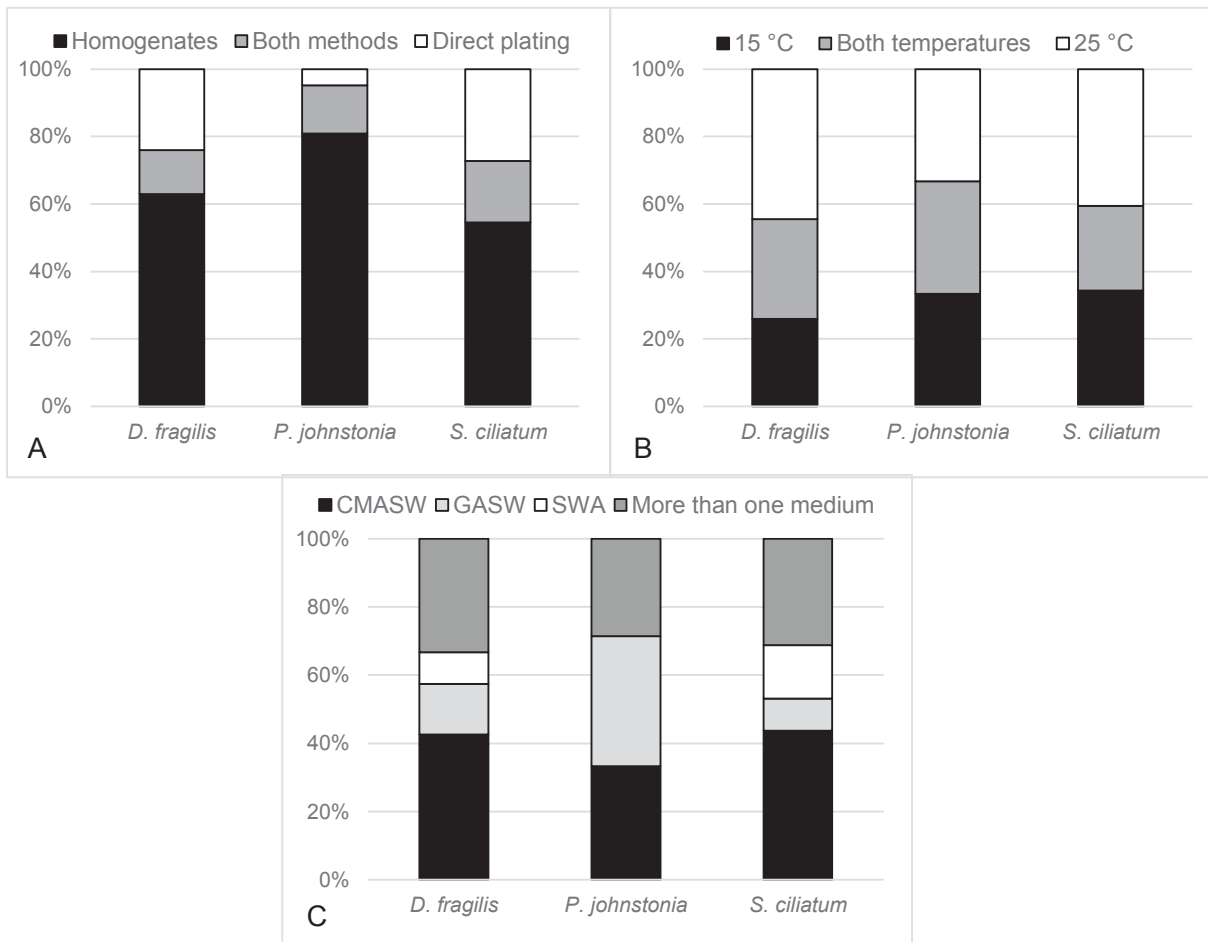 Homogenates Both methods Direct plating
100%
80%
60%
40%
20%
0%
D. fragilis P. johnstonia S. ciliatum
A
15 °C Both temperatures 25 °C
100%
80%
60%
40%
20%
0%
D. fragilis P. johnstonia S. ciliatum
B
CMASW GASW SWA More than one medium
100%
80%
60%
40%
20%
0%
D. fragilis P. johnstonia S. ciliatum
C